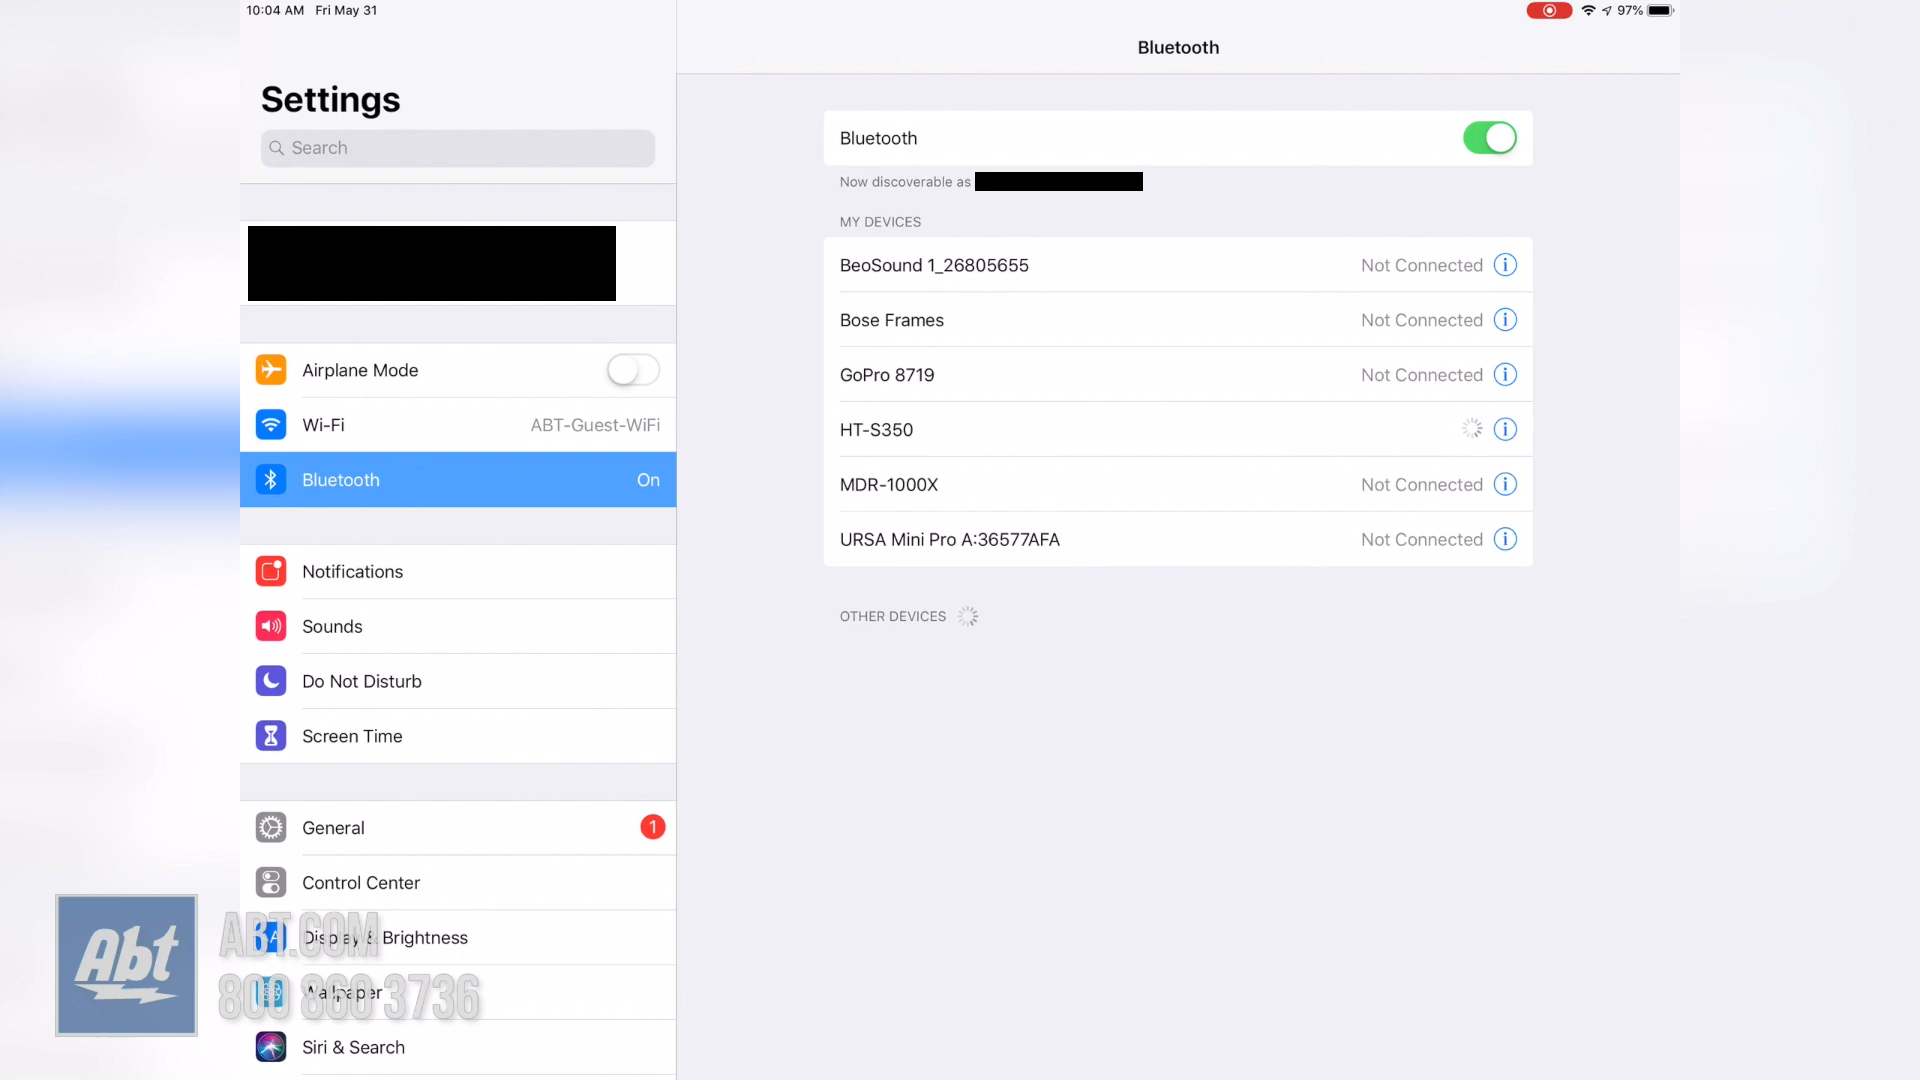 10:04 AM Fri May 31
97%
Settings
Search
Airplane Mode
Wi-Fi ABT-Guest-WiFi
Bluetooth On
Notifications
Sounds
Do Not Disturb
Screen Time
General 1
Control Center
Display & Brightness
Wallpaper
Siri & Search
Bluetooth
Bluetooth
Now discoverable as
MY DEVICES
BeoSound 1_26805655 Not Connected
Bose Frames Not Connected
GoPro 8719 Not Connected
HT-S350
MDR-1000X Not Connected
URSA Mini Pro A:36577AFA Not Connected
OTHER DEVICES
Abt
ABT.COM
800 860 3736